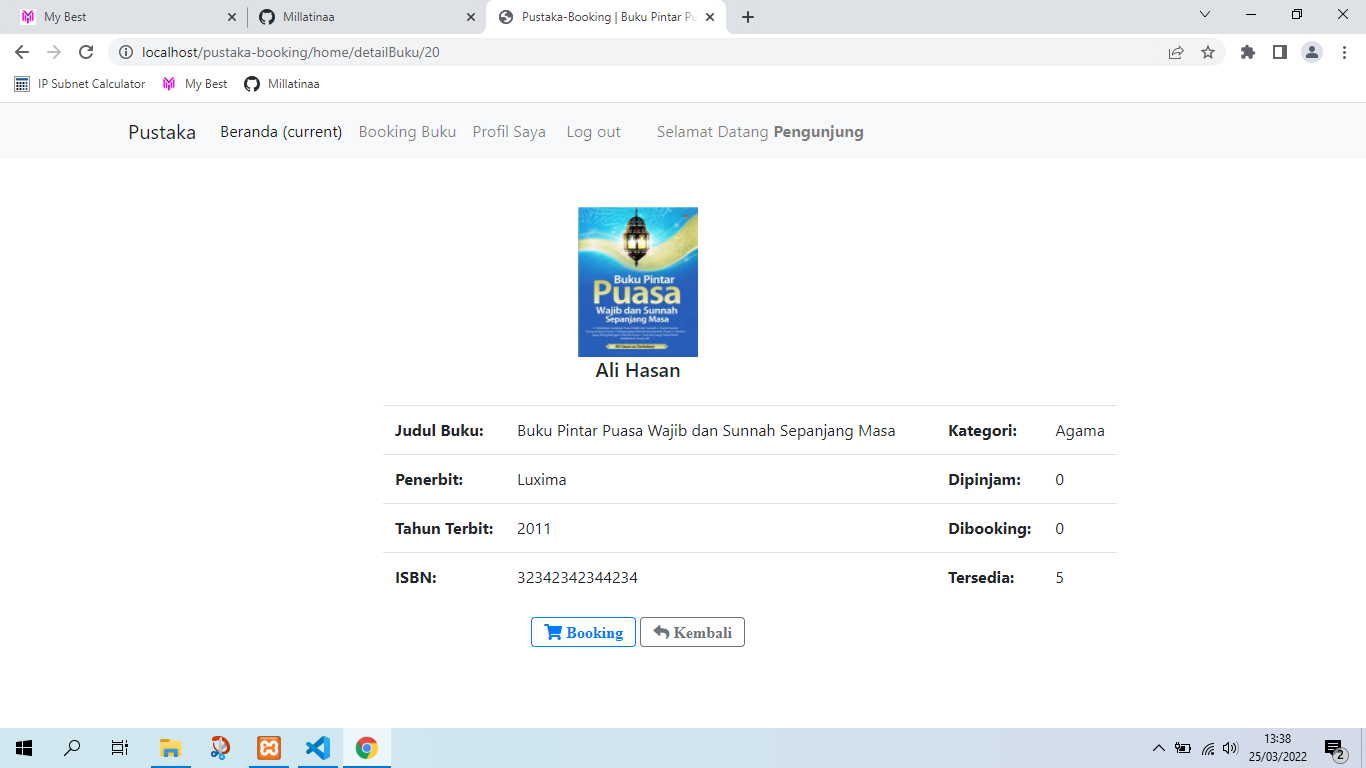 My Best
Millatinaa
Pustaka-Booking | Buku Pintar Pu
localhost/pustaka-booking/home/detailBuku/20
IP Subnet Calculator My Best Millatinaa
Pustaka Beranda (current) Booking Buku Profil Saya Log out Selamat Datang Pengunjung
Buku Pintar
Puasa
Wajib dan Sunnah
Sepanjang Masa
Ali Hasan
Judul Buku: Buku Pintar Puasa Wajib dan Sunnah Sepanjang Masa Kategori: Agama
Penerbit: Luxima Dipinjam: 0
Tahun Terbit: 2011 Dibooking: 0
ISBN: 32342342344234 Tersedia: 5
Booking Kembali
13:38
25/03/2022
2